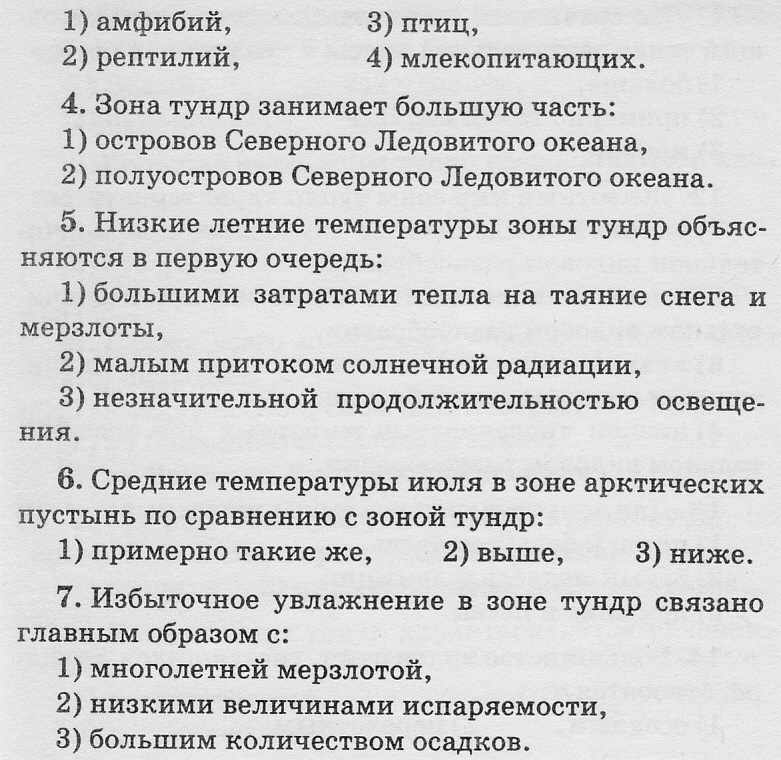 1) амфибий, 3) птиц,
2) рептилий, 4) млекопитающих.
4. Зона тундр занимает большую часть:
1) островов Северного Ледовитого океана,
2) полуостровов Северного Ледовитого океана.
5. Низкие летние температуры зоны тундр объяс-
няются в первую очередь:
1) большими затратами тепла на таяние снега и
мерзлоты,
2) малым притоком солнечной радиации,
3) незначительной продолжительностью освеще-
ния.
6. Средние температуры июля в зоне арктических
пустынь по сравнению с зоной тундр:
1) примерно такие же, 2) выше, 3) ниже.
7. Избыточное увлажнение в зоне тундр связано
главным образом с:
1) многолетней мерзлотой,
2) низкими величинами испаряемости,
3) большим количеством осадков.